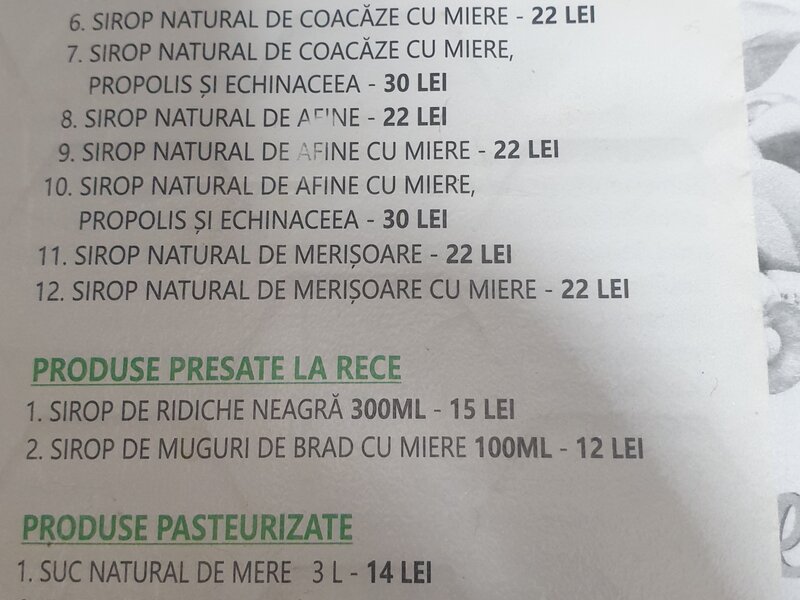 6. SIROP NATURAL DE COACĂZE CU MIERE - 22 LEI
7. SIROP NATURAL DE COACĂZE CU MIERE,
PROPOLIS ȘI ECHINACEEA - 30 LEI
8. SIROP NATURAL DE AFINE - 22 LEI
9. SIROP NATURAL DE AFINE CU MIERE - 22 LEI
10. SIROP NATURAL DE AFINE CU MIERE,
PROPOLIS ȘI ECHINACEEA - 30 LEI
11. SIROP NATURAL DE MERIȘOARE - 22 LEI
12. SIROP NATURAL DE MERIȘOARE CU MIERE - 22 LEI
PRODUSE PRESATE LA RECE
1. SIROP DE RIDICHE NEAGRĂ 300ML - 15 LEI
2. SIROP DE MUGURI DE BRAD CU MIERE 100ML - 12 LEI
PRODUSE PASTEURIZATE
1. SUC NATURAL DE MERE 3 L - 14 LEI